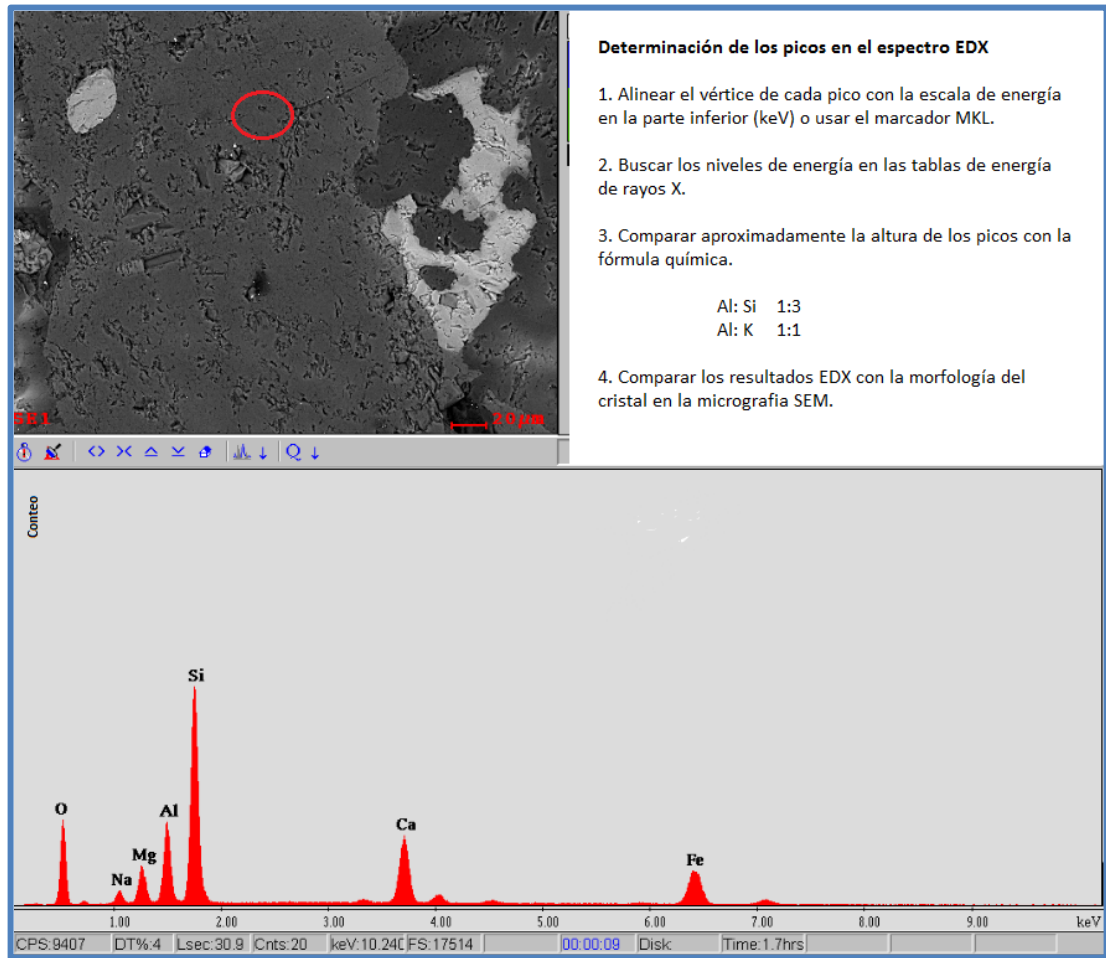 Determinación de los picos en el espectro EDX
1. Alinear el vértice de cada pico con la escala de energía
en la parte inferior (keV) o usar el marcador MKL.
2. Buscar los niveles de energía en las tablas de energía
de rayos X.
3. Comparar aproximadamente la altura de los picos con la
fórmula química.
Al: Si 1:3
Al: K 1:1
4. Comparar los resultados EDX con la morfología del
cristal en la micrografia SEM.
SE1
20µm
Q
Conteo
Si
O
Al
Mg
Na
Ca
Fe
1.00 2.00 3.00 4.00 5.00 6.00 7.00 8.00 9.00 keV
CPS:9407 DT%:4 Lsec:30.9 Cnts:20 keV:10.240 FS:17514 00:00:09 Disk: Time:1.7hrs